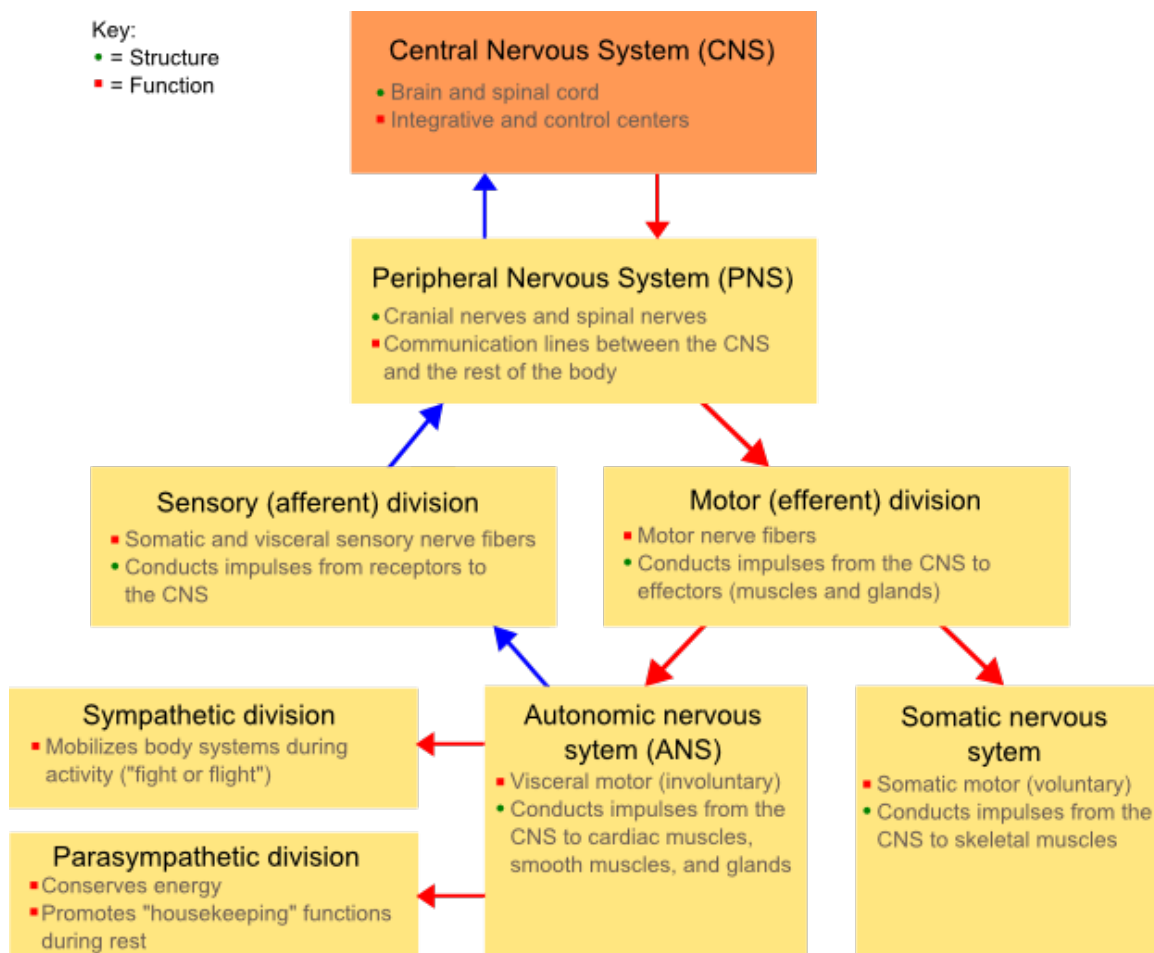 Key:
= Structure
= Function
Central Nervous System (CNS)
Brain and spinal cord
Integrative and control centers
Peripheral Nervous System (PNS)
Cranial nerves and spinal nerves
Communication lines between the CNS
and the rest of the body
Sensory (afferent) division
Somatic and visceral sensory nerve fibers
Conducts impulses from receptors to
the CNS
Motor (efferent) division
Motor nerve fibers
Conducts impulses from the CNS to
effectors (muscles and glands)
Sympathetic division
Mobilizes body systems during
activity ("fight or flight")
Parasympathetic division
Conserves energy
Promotes "housekeeping" functions
during rest
Autonomic nervous
sytem (ANS)
Visceral motor (involuntary)
Conducts impulses from the
CNS to cardiac muscles,
smooth muscles, and glands
Somatic nervous
sytem
Somatic motor (voluntary)
Conducts impulses from the
CNS to skeletal muscles